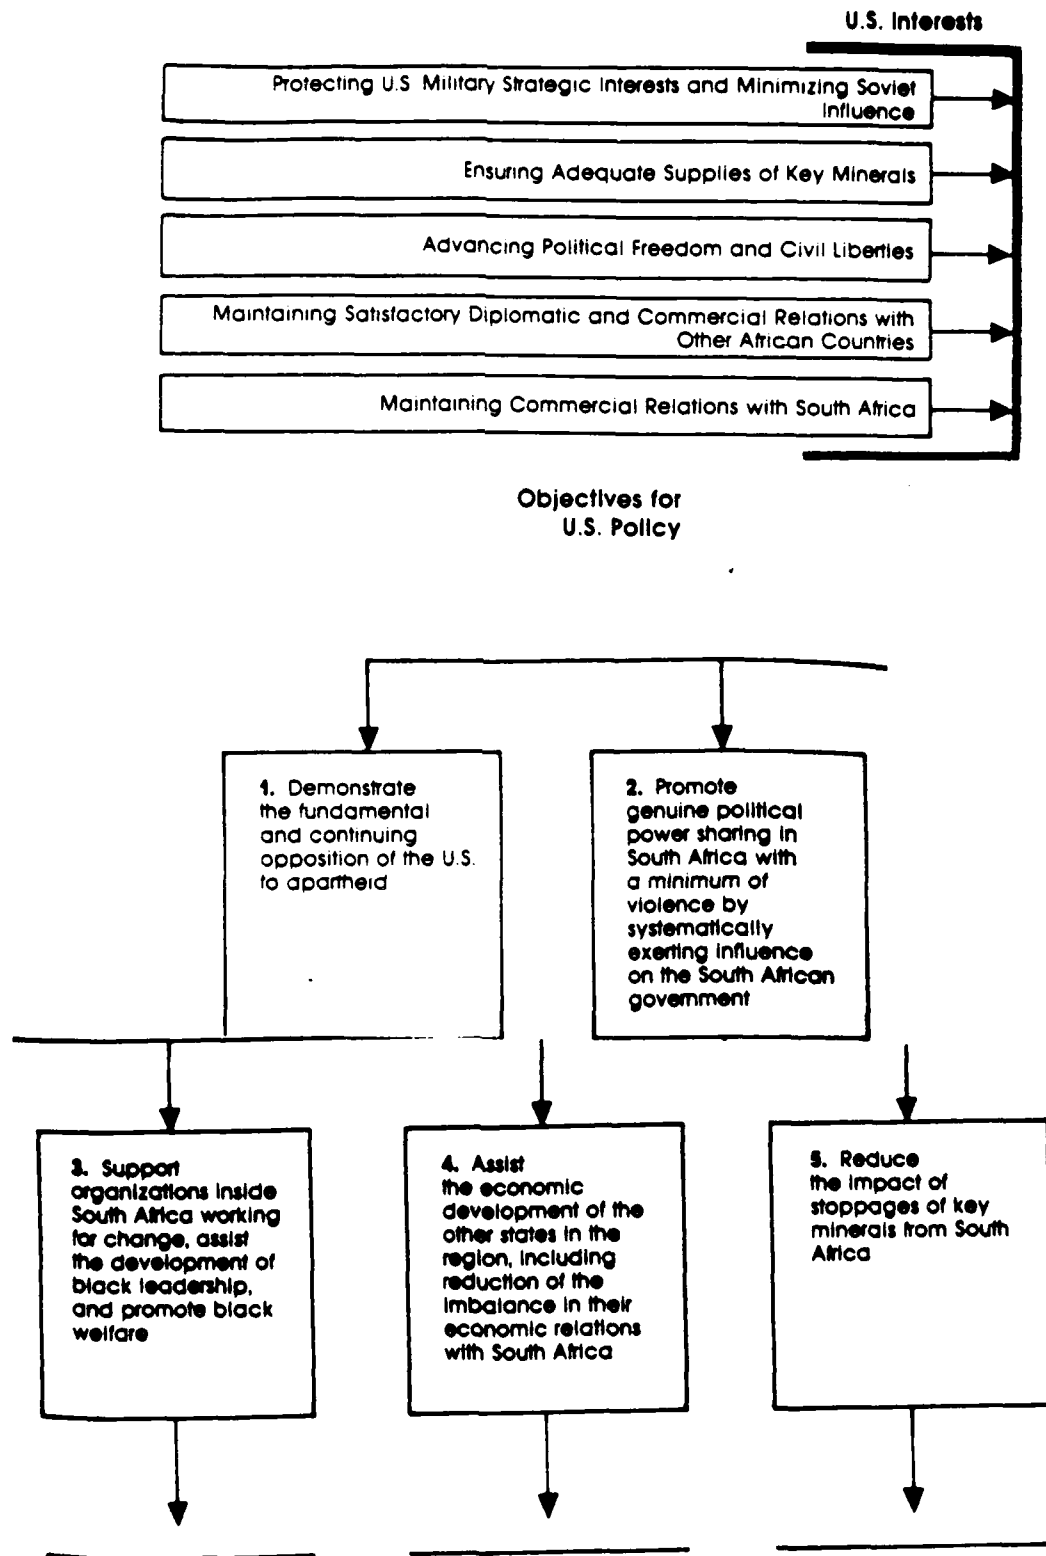 U.S. Interests
Protecting U.S Military Strategic Interests and Minimizing Soviet
Influence
Ensuring Adequate Supplies of Key Minerals
Advancing Political Freedom and Civil Liberties
Maintaining Satisfactory Diplomatic and Commercial Relations with
Other African Countries
Maintaining Commercial Relations with South Africa
Objectives for
U.S. Policy
1. Demonstrate
the fundamental
and continuing
opposition of the U.S.
to apartheid
2. Promote
genuine political
power sharing in
South Africa with
a minimum of
violence by
systematically
exerting influence
on the South African
government
3. Support
organizations inside
South Africa working
for change, assist
the development of
black leadership,
and promote black
welfare
4. Assist
the economic
development of the
other states in the
region, including
reduction of the
imbalance in their
economic relations
with South Africa
5. Reduce
the impact of
stoppages of key
minerals from South
Africa